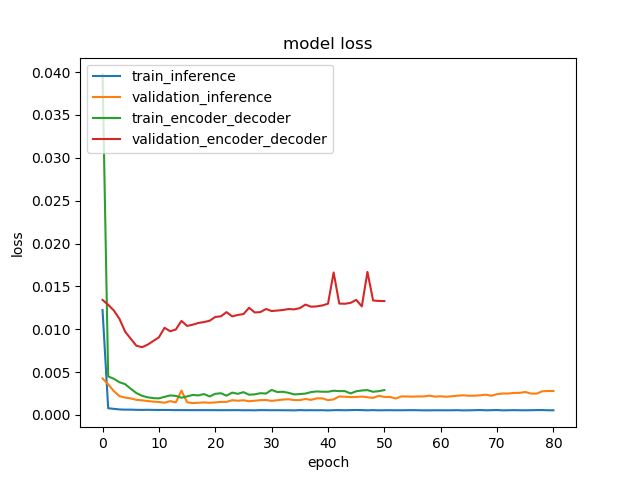 model loss
train_inference
validation_inference
train_encoder_decoder
validation_encoder_decoder
0.040
0.035
0.030
0.025
0.020
0.015
0.010
0.005
0.000
loss
0 10 20 30 40 50 60 70 80
epoch